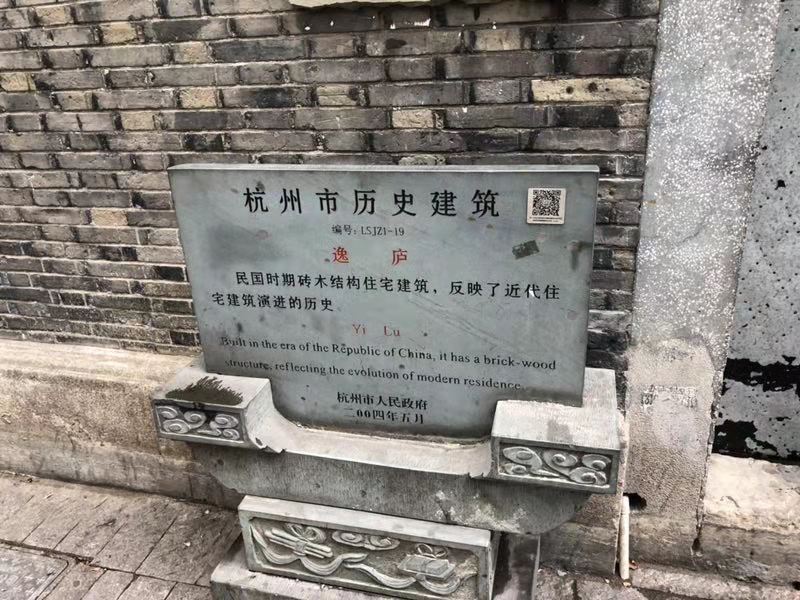 杭州市历史建筑
编号：LSJZ1-19
逸庐
民国时期砖木结构住宅建筑，反映了近代住
宅建筑演进的历史
Yi Lu
Built in the era of the Republic of China, it has a brick-wood
structure, reflecting the evolution of modern residence.
杭州市人民政府
二00四年五月